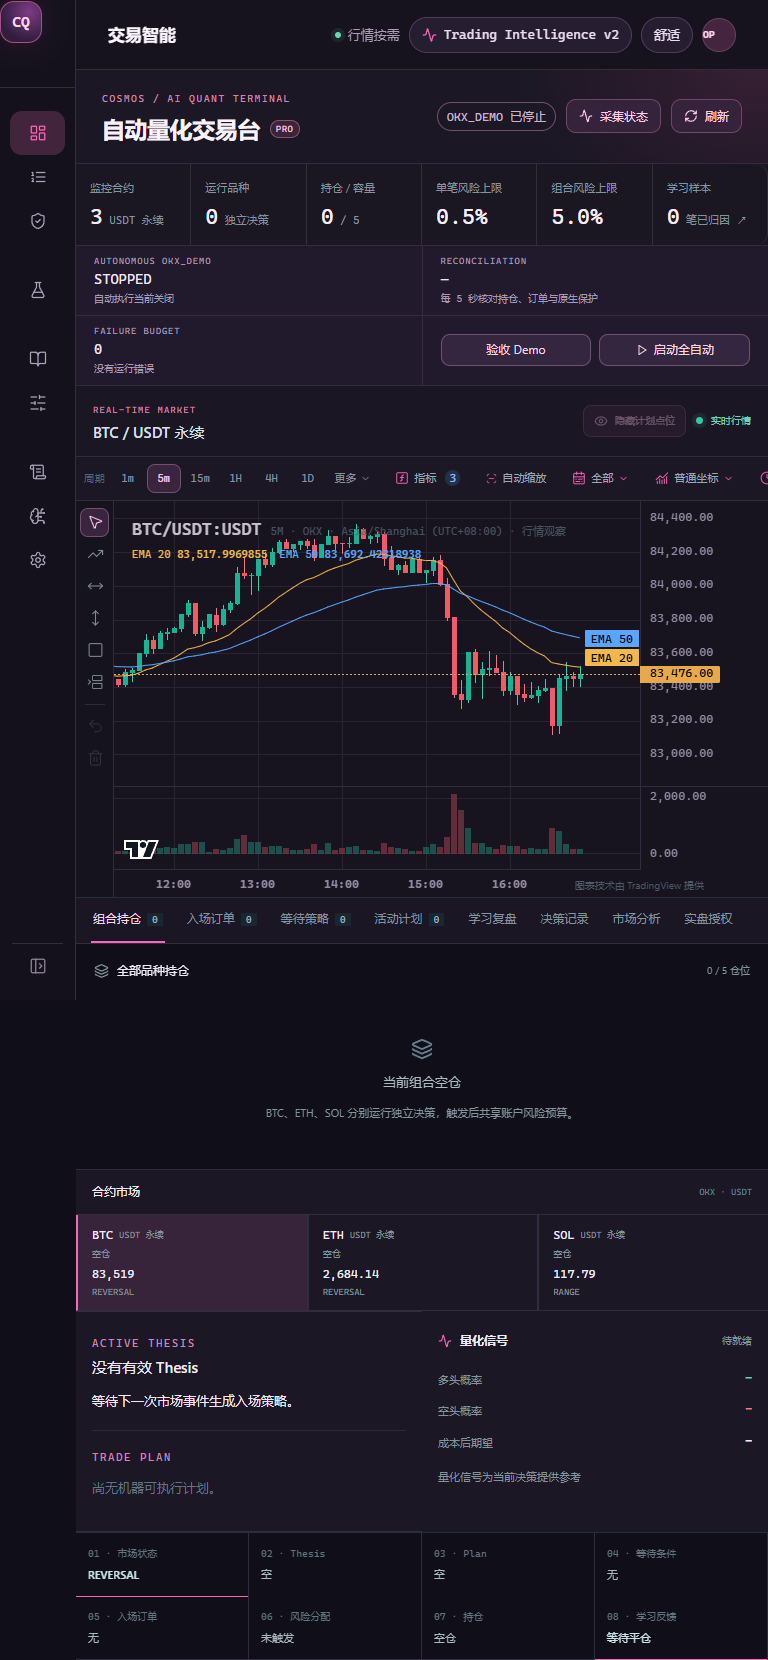 CQ
交易智能
行情按需
Trading Intelligence v2
舒适
OP
COSMOS / AI QUANT TERMINAL
自动量化交易台 PRO
OKX_DEMO 已停止
采集状态
刷新
监控合约
3 USDT 永续
运行品种
0 独立决策
持仓 / 容量
0 / 5
单笔风险上限
0.5%
组合风险上限
5.0%
学习样本
0 笔已归因 ↗
AUTONOMOUS OKX_DEMO
STOPPED
自动执行当前关闭
RECONCILIATION
—
每 5 秒核对持仓、订单与原生保护
FAILURE BUDGET
0
没有运行错误
验收 Demo
启动全自动
REAL-TIME MARKET
BTC / USDT 永续
隐藏计划点位
实时行情
周期 1m 5m 15m 1H 4H 1D 更多 指标 3 自动缩放 全部 普通坐标
BTC/USDT:USDT 5M · OKX · Asia/Shanghai (UTC+08:00) · 行情观察
EMA 20 83,517.9969855 EMA 50 83,692.42318938
84,400.00
84,200.00
84,000.00
83,800.00
EMA 50
83,600.00
EMA 20
83,476.00
83,400.00
83,200.00
83,000.00
2,000.00
0.00
12:00 13:00 14:00 15:00 16:00
图表技术由 TradingView 提供
组合持仓 0 入场订单 0 等待策略 0 活动计划 0 学习复盘 决策记录 市场分析 实盘授权
全部品种持仓
0 / 5 仓位
当前组合空仓
BTC、ETH、SOL 分别运行独立决策，触发后共享账户风险预算。
合约市场
OKX · USDT
BTC USDT 永续
空仓
83,519
REVERSAL
ETH USDT 永续
空仓
2,684.14
REVERSAL
SOL USDT 永续
空仓
117.79
RANGE
ACTIVE THESIS
没有有效 Thesis
等待下一次市场事件生成入场策略。
TRADE PLAN
尚无机器可执行计划。
量化信号
待就绪
多头概率 —
空头概率 —
成本后期望 —
量化信号为当前决策提供参考
01 · 市场状态
REVERSAL
02 · Thesis
空
03 · Plan
空
04 · 等待条件
无
05 · 入场订单
无
06 · 风险分配
未触发
07 · 持仓
空仓
08 · 学习反馈
等待平仓